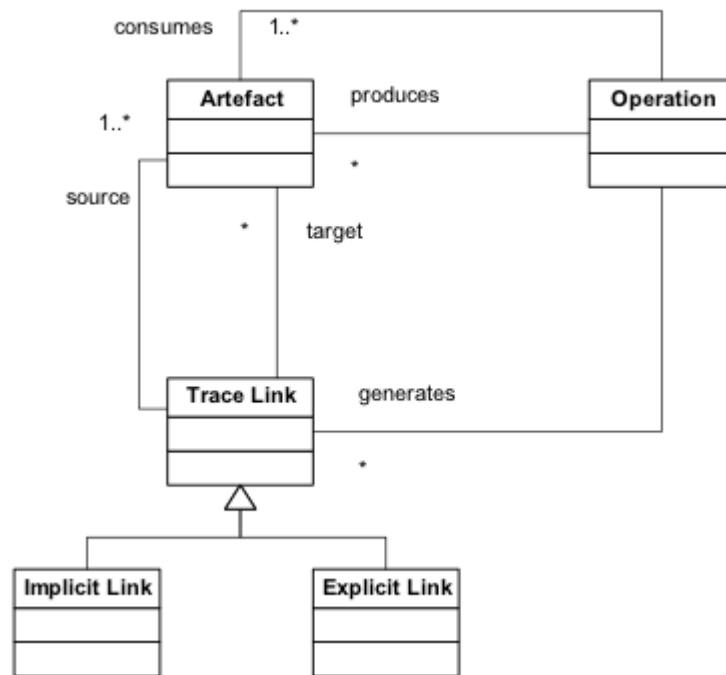 consumes
1..*
Artefact
produces
Operation
1..*
*
source
*
target
Trace Link
generates
*
Implicit Link
Explicit Link